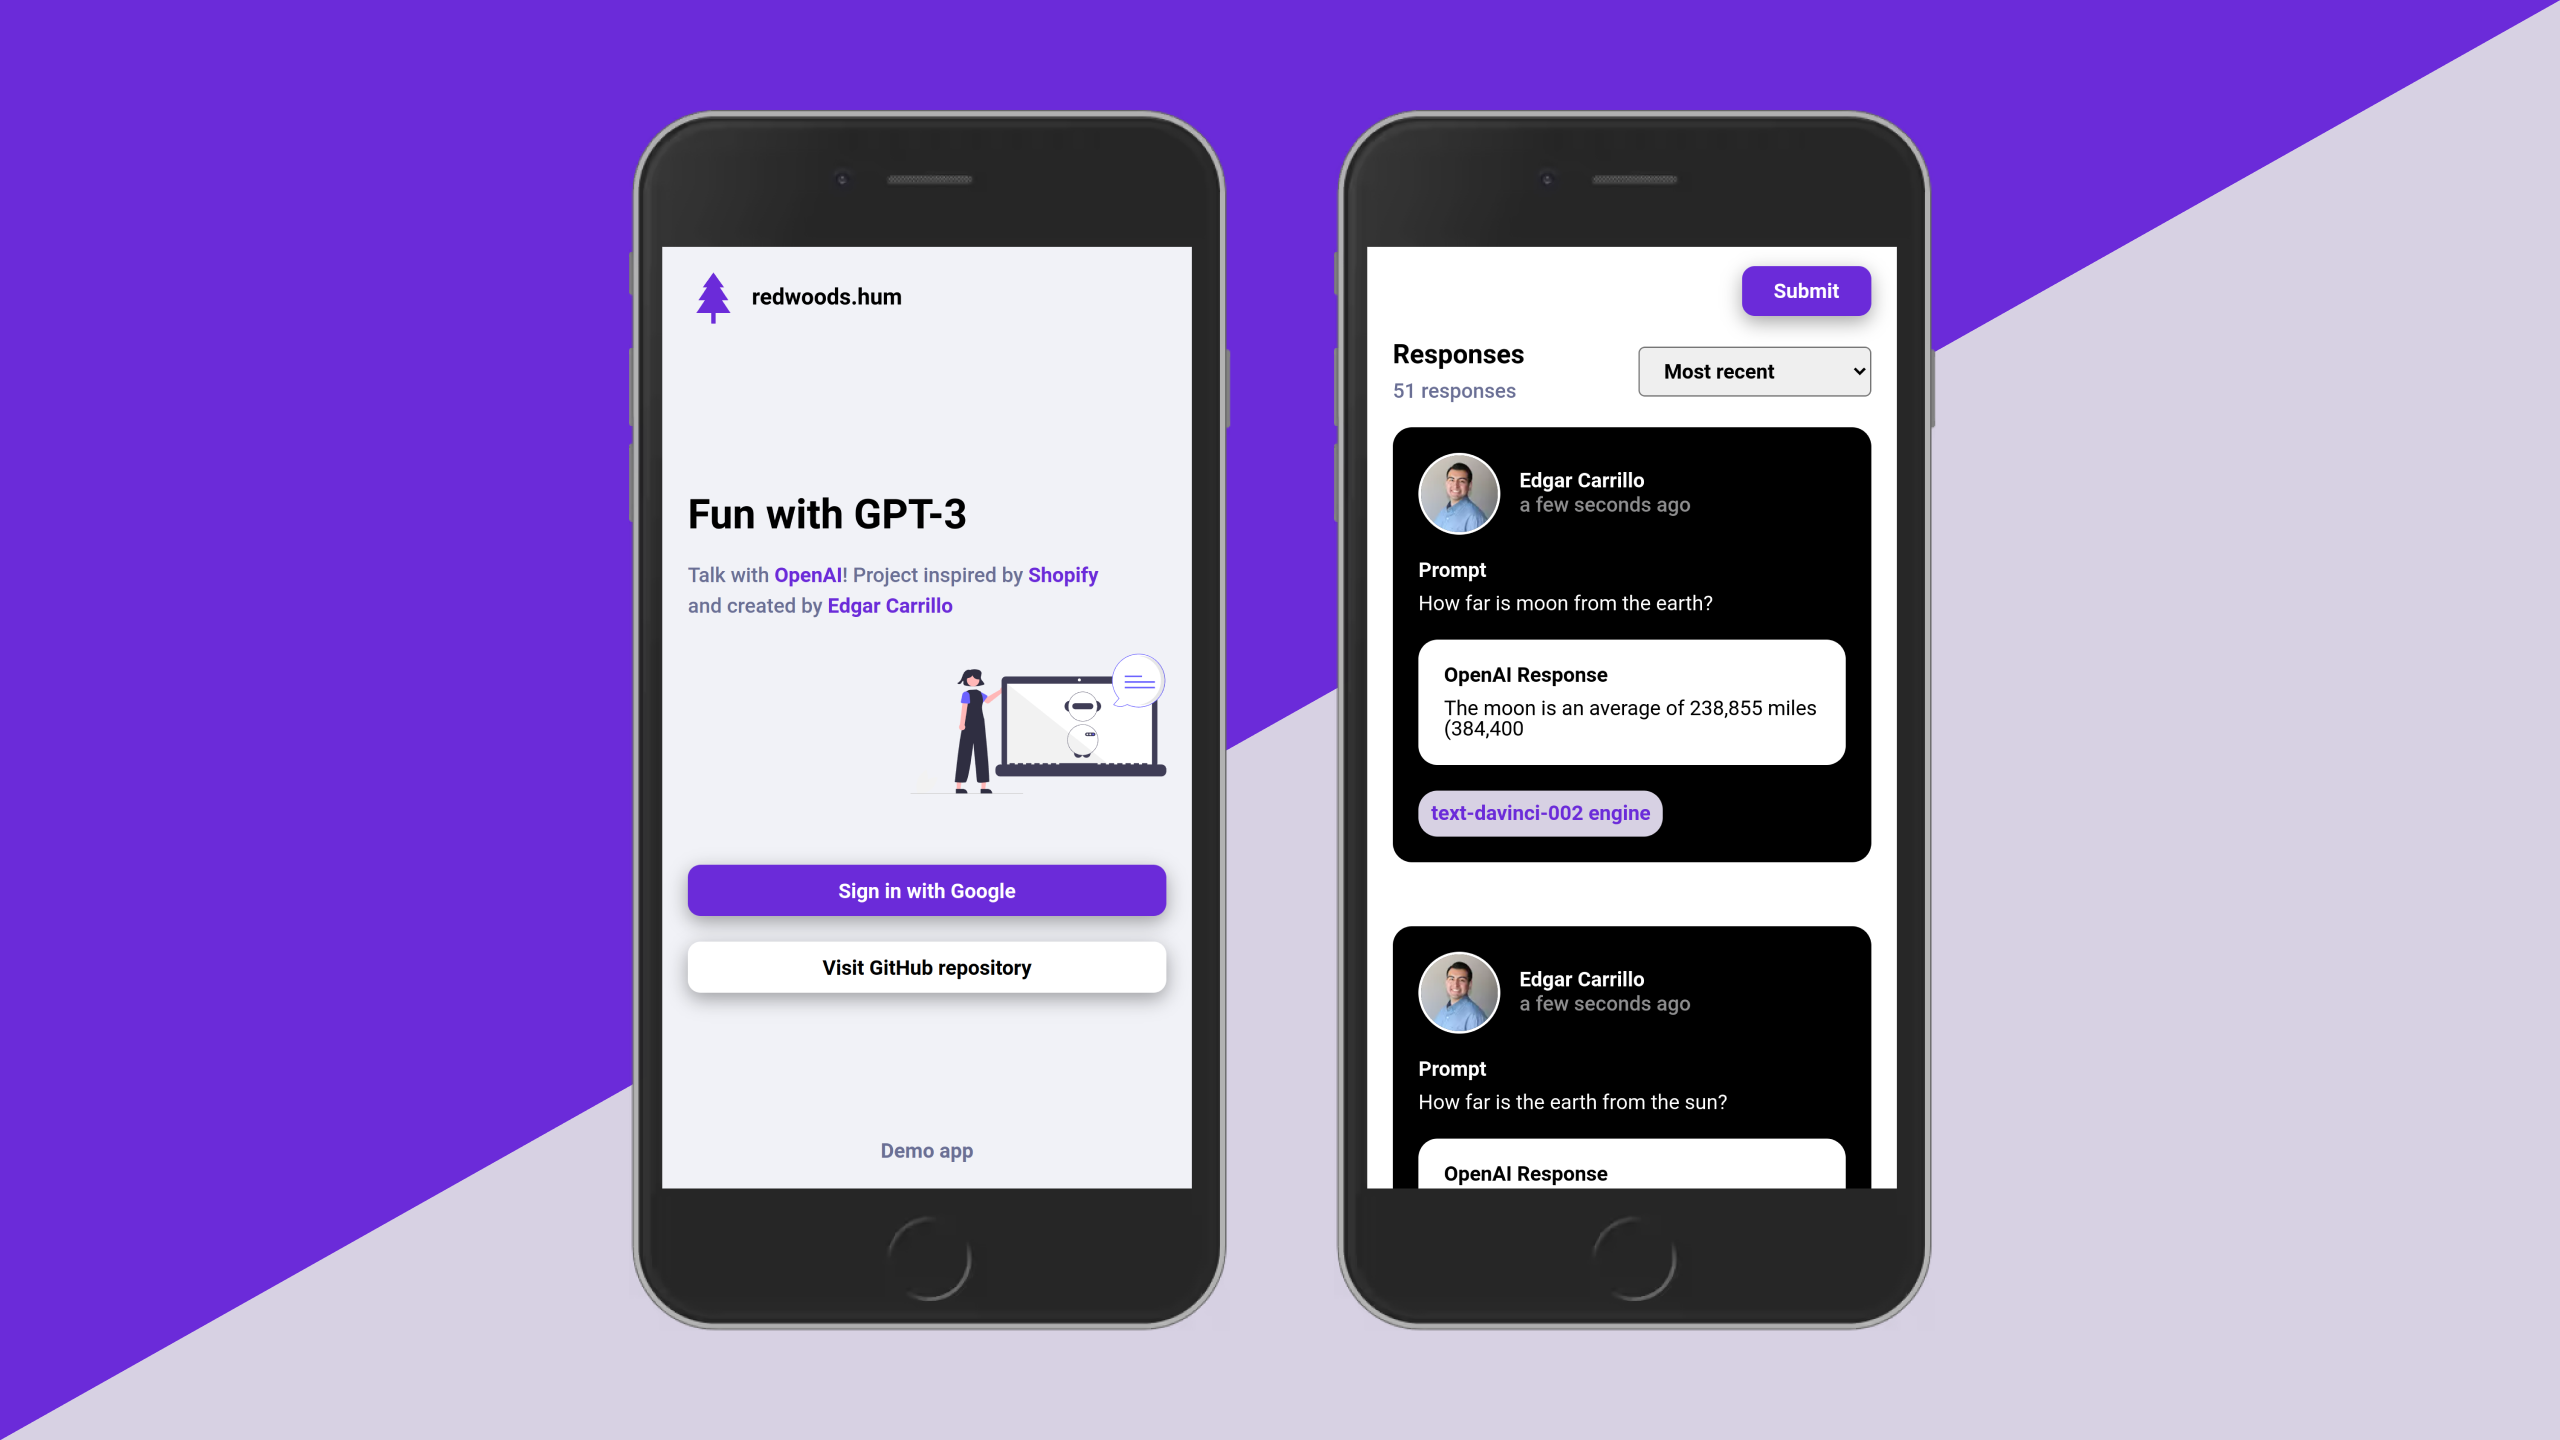 redwoods.hum
Fun with GPT-3
Talk with OpenAI! Project inspired by Shopify
and created by Edgar Carrillo
Sign in with Google
Visit GitHub repository
Demo app
Submit
Responses
51 responses
Most recent
Edgar Carrillo
a few seconds ago
Prompt
How far is moon from the earth?
OpenAI Response
The moon is an average of 238,855 miles
(384,400
text-davinci-002 engine
Edgar Carrillo
a few seconds ago
Prompt
How far is the earth from the sun?
OpenAI Response